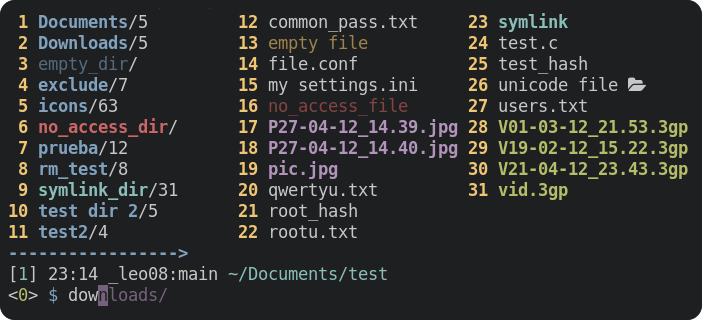 1 Documents/5 12 common_pass.txt 23 symlink
2 Downloads/5 13 empty file 24 test.c
3 empty_dir/ 14 file.conf 25 test_hash
4 exclude/7 15 my settings.ini 26 unicode file
5 icons/63 16 no_access_file 27 users.txt
6 no_access_dir/ 17 P27-04-12_14.39.jpg 28 V01-03-12_21.53.3gp
7 prueba/12 18 P27-04-12_14.40.jpg 29 V19-02-12_15.22.3gp
8 rm_test/8 19 pic.jpg 30 V21-04-12_23.43.3gp
9 symlink_dir/31 20 qwertyu.txt 31 vid.3gp
10 test dir 2/5 21 root_hash
11 test2/4 22 rootu.txt
----------------->
[1] 23:14 _leo08:main ~/Documents/test
<0> $ downloads/